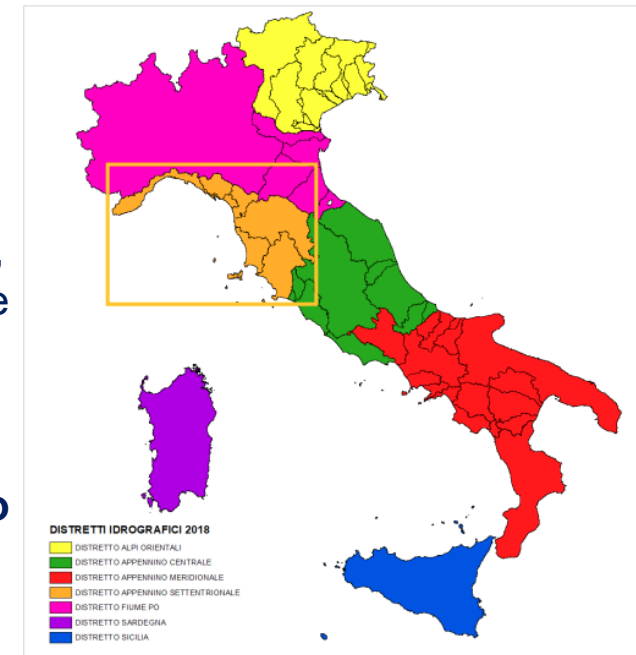 ,
e
o
DISTRETTI IDROGRAFICI 2018
DISTRETTO ALPI ORIENTALI
DISTRETTO APPENNINO CENTRALE
DISTRETTO APPENNINO MERIDIONALE
DISTRETTO APPENNINO SETTENTRIONALE
DISTRETTO FIUME PO
DISTRETTO SARDEGNA
DISTRETTO SICILIA